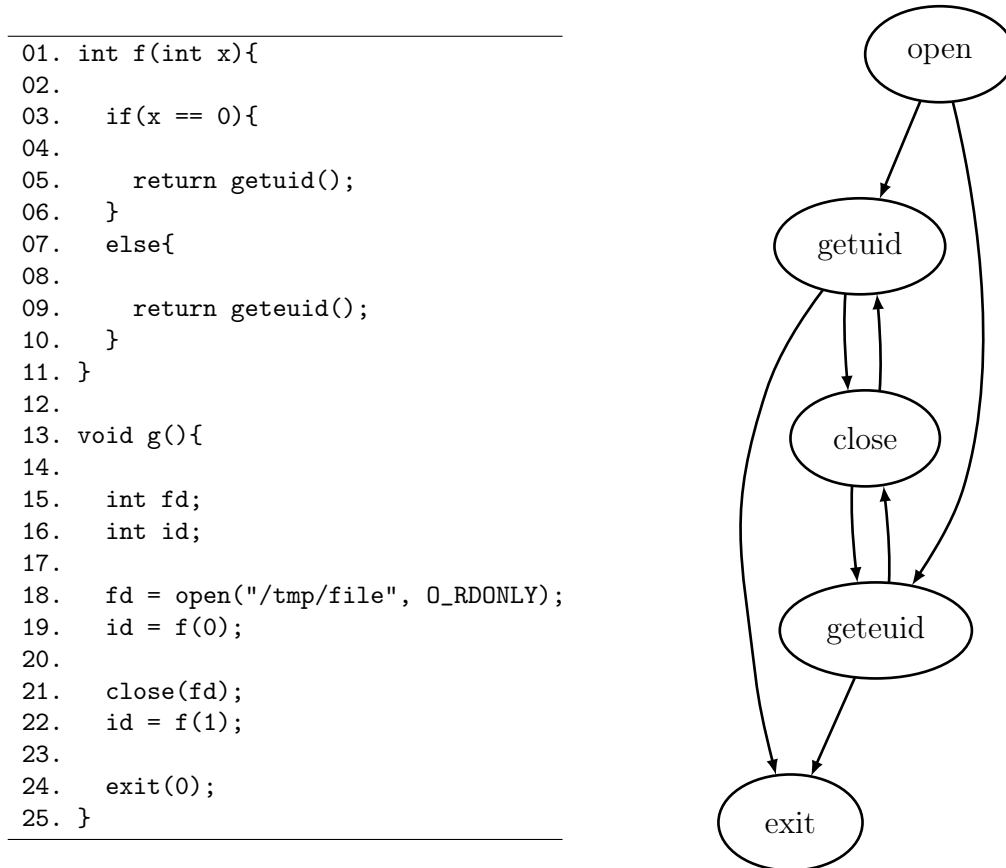 01. int f(int x){
02.
03.   if(x == 0){
04.
05.     return getuid();
06.   }
07.   else{
08.
09.     return geteuid();
10.   }
11. }
12.
13. void g(){
14.
15.   int fd;
16.   int id;
17.
18.   fd = open("/tmp/file", O_RDONLY);
19.   id = f(0);
20.
21.   close(fd);
22.   id = f(1);
23.
24.   exit(0);
25. }
open
getuid
close
geteuid
exit